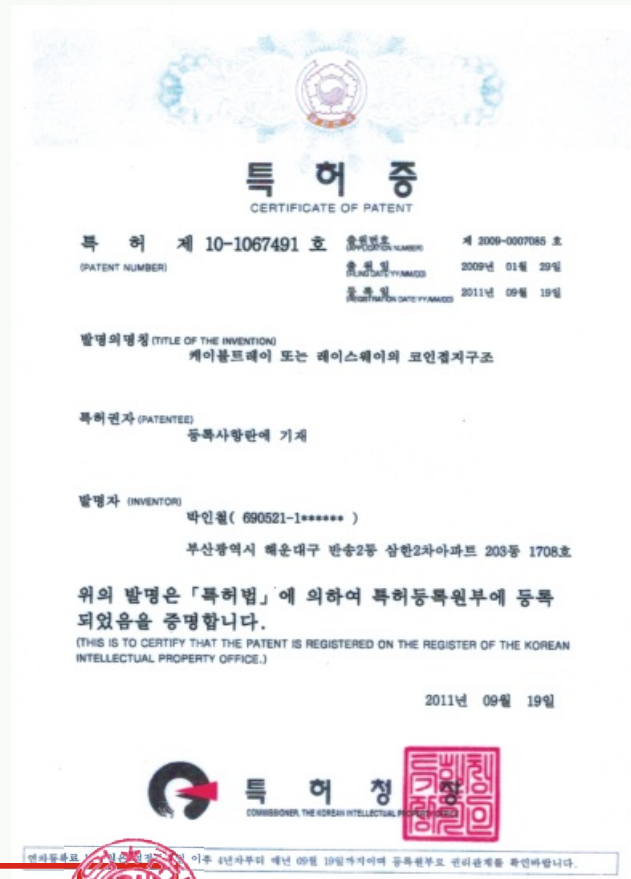 특 허 증
CERTIFICATE OF PATENT
특 허 제 10-1067491 호
(PATENT NUMBER)
출원번호 제 2009-0007085 호
(APPLICATION NUMBER)
출 원 일 2009년 01월 29일
(FILING DATE:YY/MM/DD)
등 록 일 2011년 09월 19일
(REGISTRATION DATE:YY/MM/DD)
발명의명칭 (TITLE OF THE INVENTION)
케이블트레이 또는 레이스웨이의 코인접지구조
특허권자 (PATENTEE)
등록사항란에 기재
발명자 (INVENTOR)
박인철( 690521-1****** )
부산광역시 해운대구 반송2동 삼한2차아파트 203동 1708호
위의 발명은 「특허법」에 의하여 특허등록원부에 등록
되었음을 증명합니다.
(THIS IS TO CERTIFY THAT THE PATENT IS REGISTERED ON THE REGISTER OF THE KOREAN
INTELLECTUAL PROPERTY OFFICE.)
2011년 09월 19일
특 허 청 장
COMMISSIONER, THE KOREAN INTELLECTUAL PROPERTY
연차등록료 이후 4년차부터 매년 09월 19일까지이며 등록원부로 권리관계를 확인바랍니다.